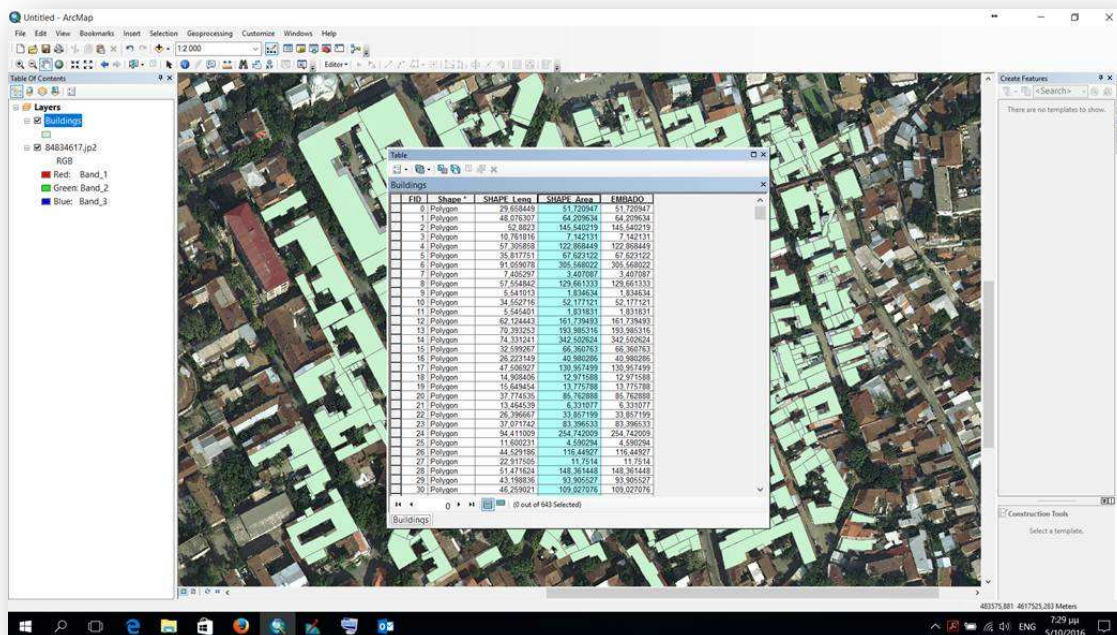 Untitled - ArcMap
File Edit View Bookmarks Insert Selection Geoprocessing Customize Windows Help
1:2 000
Editor
Table Of Contents
Layers
Buildings
84834617.jp2
RGB
Red: Band_1
Green: Band_2
Blue: Band_3
Table
Buildings
FID Shape * SHAPE_Leng SHAPE_Area EMBADO
0 Polygon 29,658449 51,720947 51,720947
1 Polygon 48,076307 64,209634 64,209634
2 Polygon 52,8823 145,540219 145,540219
3 Polygon 10,761816 7,142131 7,142131
4 Polygon 57,305858 122,868449 122,868449
5 Polygon 35,817751 67,623122 67,623122
6 Polygon 91,059078 305,568022 305,568022
7 Polygon 7,405297 3,407087 3,407087
8 Polygon 57,554842 129,661333 129,661333
9 Polygon 5,541013 1,834634 1,834634
10 Polygon 34,552716 52,177121 52,177121
11 Polygon 5,545401 1,831831 1,831831
12 Polygon 62,124443 161,739493 161,739493
13 Polygon 70,393253 193,985316 193,985316
14 Polygon 74,331241 342,502624 342,502624
15 Polygon 32,599267 66,360763 66,360763
16 Polygon 26,223149 40,980286 40,980286
17 Polygon 47,506927 130,957499 130,957499
18 Polygon 14,908406 12,971588 12,971588
19 Polygon 15,649454 13,775788 13,775788
20 Polygon 37,774535 85,762888 85,762888
21 Polygon 13,464539 6,331077 6,331077
22 Polygon 26,396667 33,857199 33,857199
23 Polygon 37,071742 83,396533 83,396533
24 Polygon 94,411009 254,742009 254,742009
25 Polygon 11,600231 4,590294 4,590294
26 Polygon 44,529186 116,44927 116,44927
27 Polygon 22,917505 11,7514 11,7514
28 Polygon 51,471624 148,361448 148,361448
29 Polygon 43,198836 93,905527 93,905527
30 Polygon 46,259021 109,027076 109,027076
0 (0 out of 643 Selected)
Buildings
Create Features
<Search>
There are no templates to show.
Construction Tools
Select a template.
483575,881 4617525,283 Meters
ENG
7:29 μμ
5/10/2016